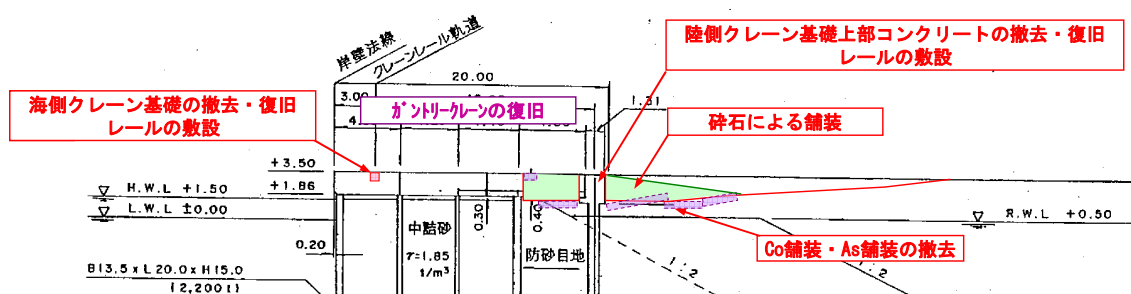 岸壁法線
クレーンレール軌道
20.00
3.00
1.31
陸側クレーン基礎上部コンクリートの撤去・復旧
レールの敷設
海側クレーン基礎の撤去・復旧
レールの敷設
ガントリークレーンの復旧
砕石による舗装
+3.50
+1.86
H.W.L +1.50
L.W.L ±0.00
R.W.L +0.50
0.20
中詰砂
γ=1.85
t/m³
0.30
0.40
防砂目地
Co舗装・As舗装の撤去
1:2
1:2
B13.5 x L20.0 x H15.0
(2,200t)